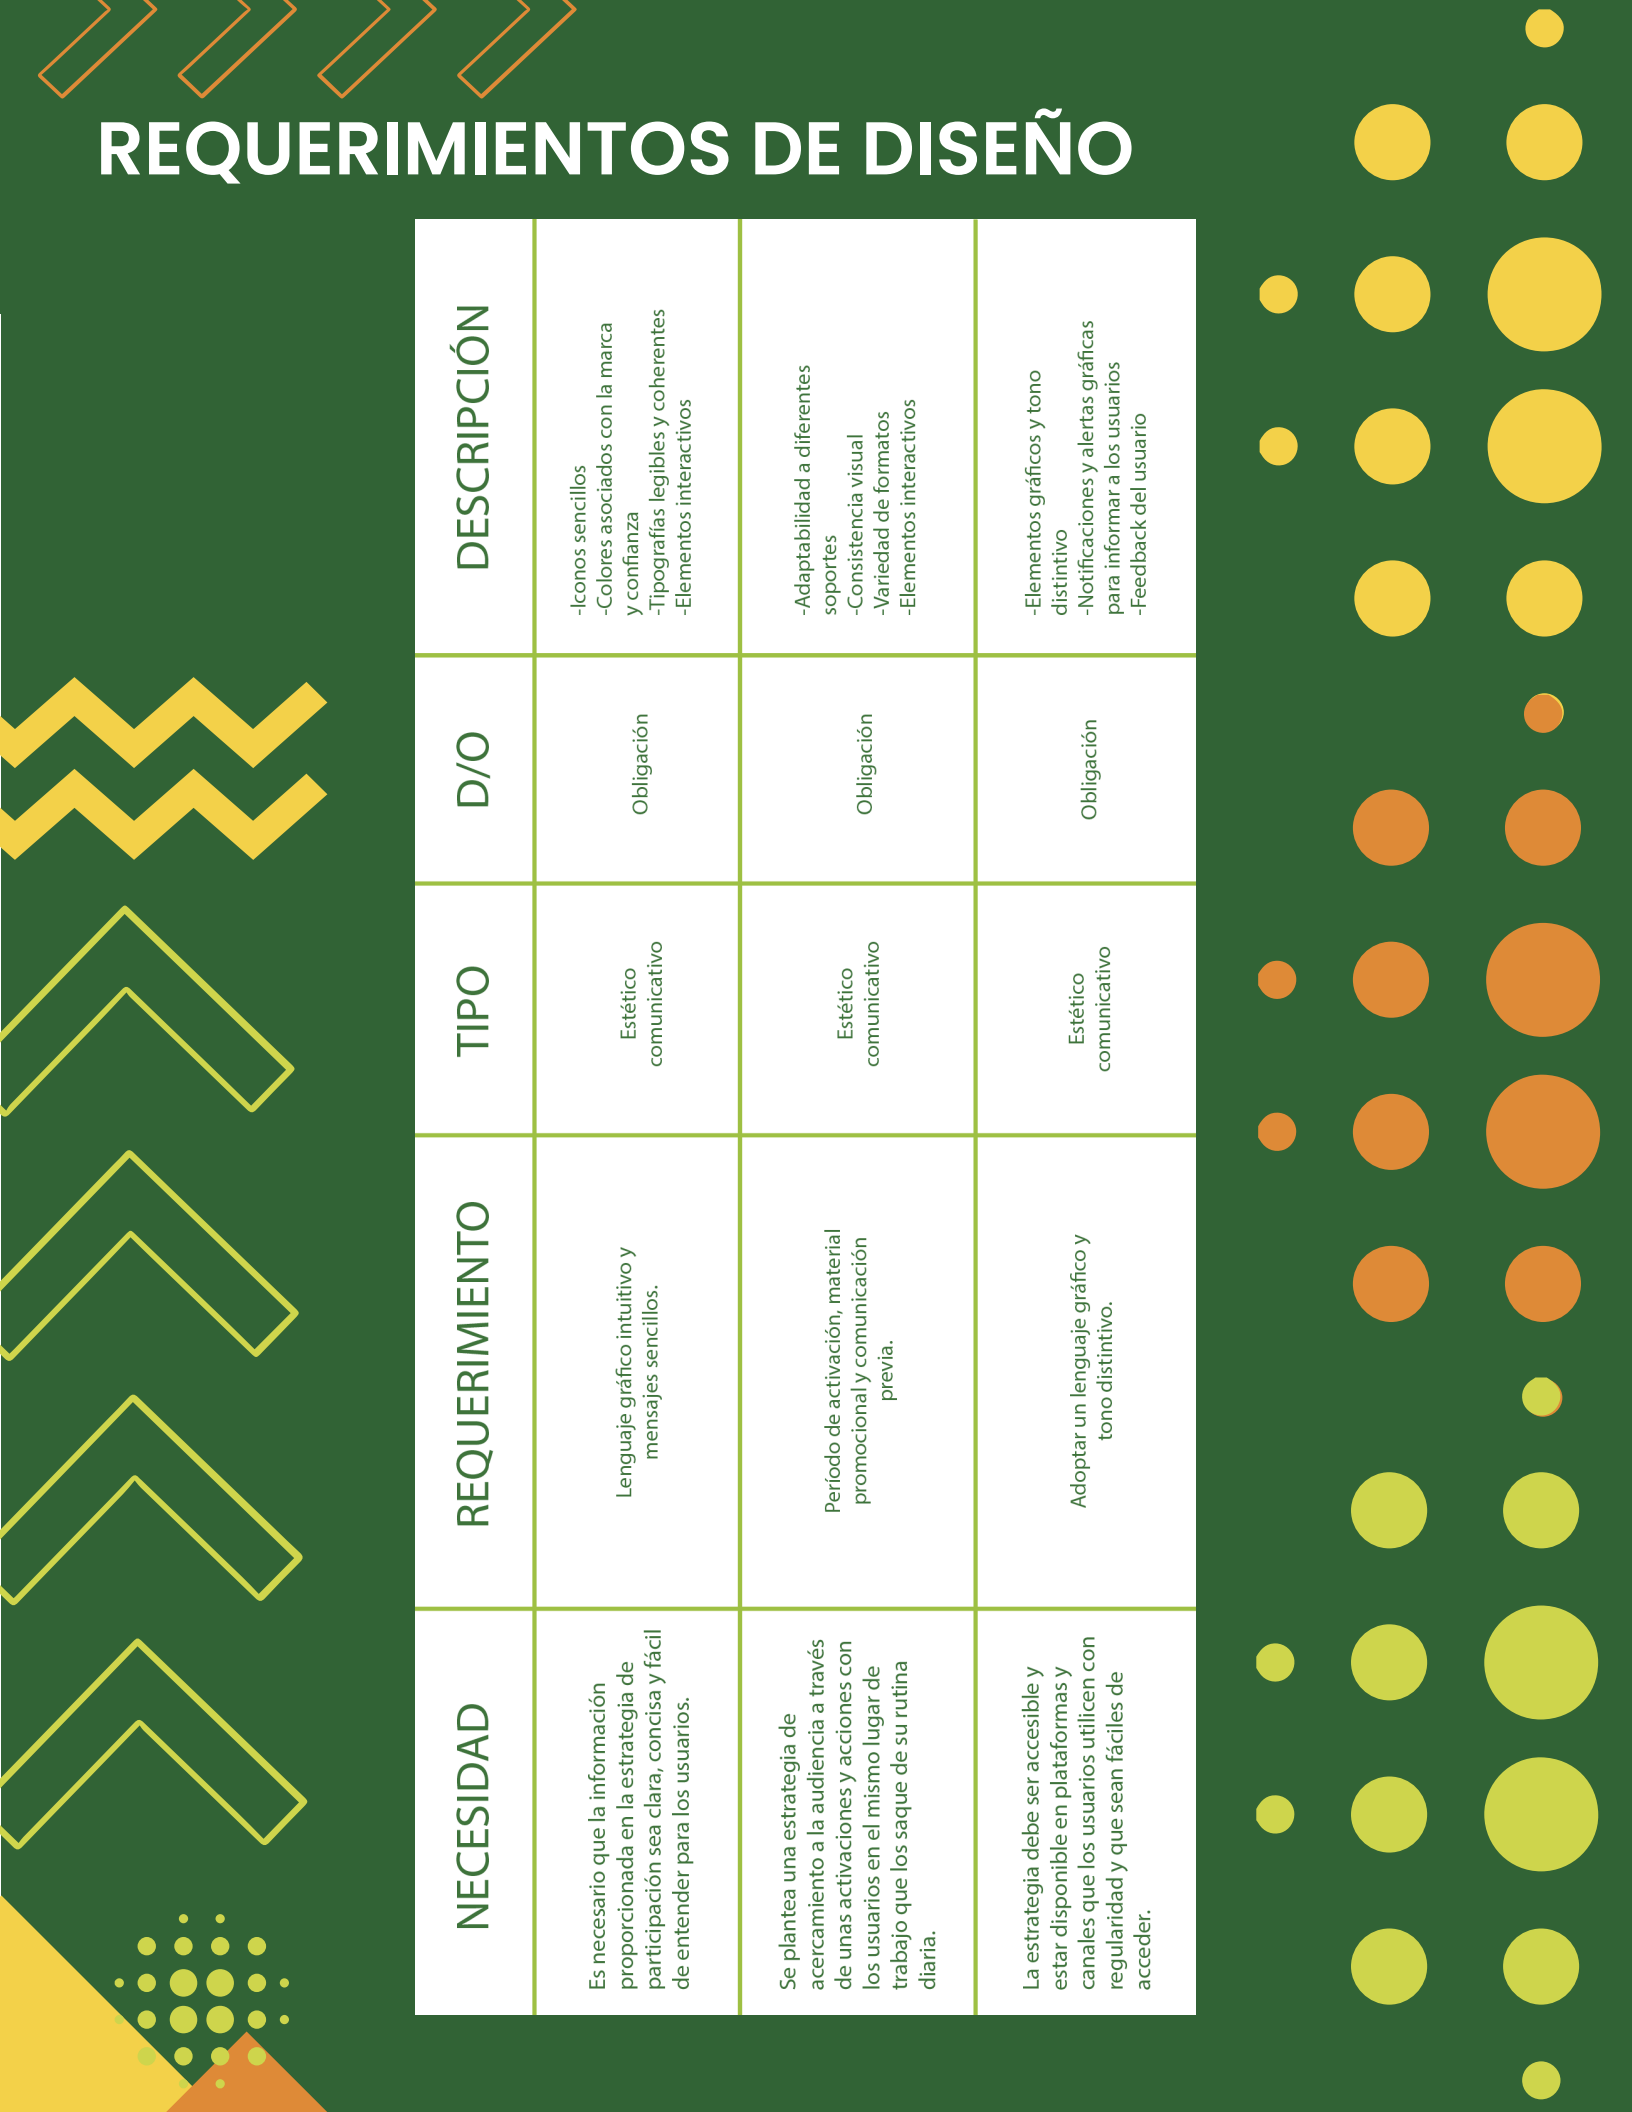 REQUERIMIENTOS DE DISEÑO
NECESIDAD
REQUERIMIENTO
TIPO
D/O
DESCRIPCIÓN
Es necesario que la información
proporcionada en la estrategia de
participación sea clara, concisa y fácil
de entender para los usuarios.
Lenguaje gráfico intuitivo y
mensajes sencillos.
Estético
comunicativo
Obligación
-Iconos sencillos
-Colores asociados con la marca
y confianza
-Tipografías legibles y coherentes
-Elementos interactivos
Se plantea una estrategia de
acercamiento a la audiencia a través
de unas activaciones y acciones con
los usuarios en el mismo lugar de
trabajo que los saque de su rutina
diaria.
Período de activación, material
promocional y comunicación
previa.
Estético
comunicativo
Obligación
-Adaptabilidad a diferentes
soportes
-Consistencia visual
-Variedad de formatos
-Elementos interactivos
La estrategia debe ser accesible y
estar disponible en plataformas y
canales que los usuarios utilicen con
regularidad y que sean fáciles de
acceder.
Adoptar un lenguaje gráfico y
tono distintivo.
Estético
comunicativo
Obligación
-Elementos gráficos y tono
distintivo
-Notificaciones y alertas gráficas
para informar a los usuarios
-Feedback del usuario